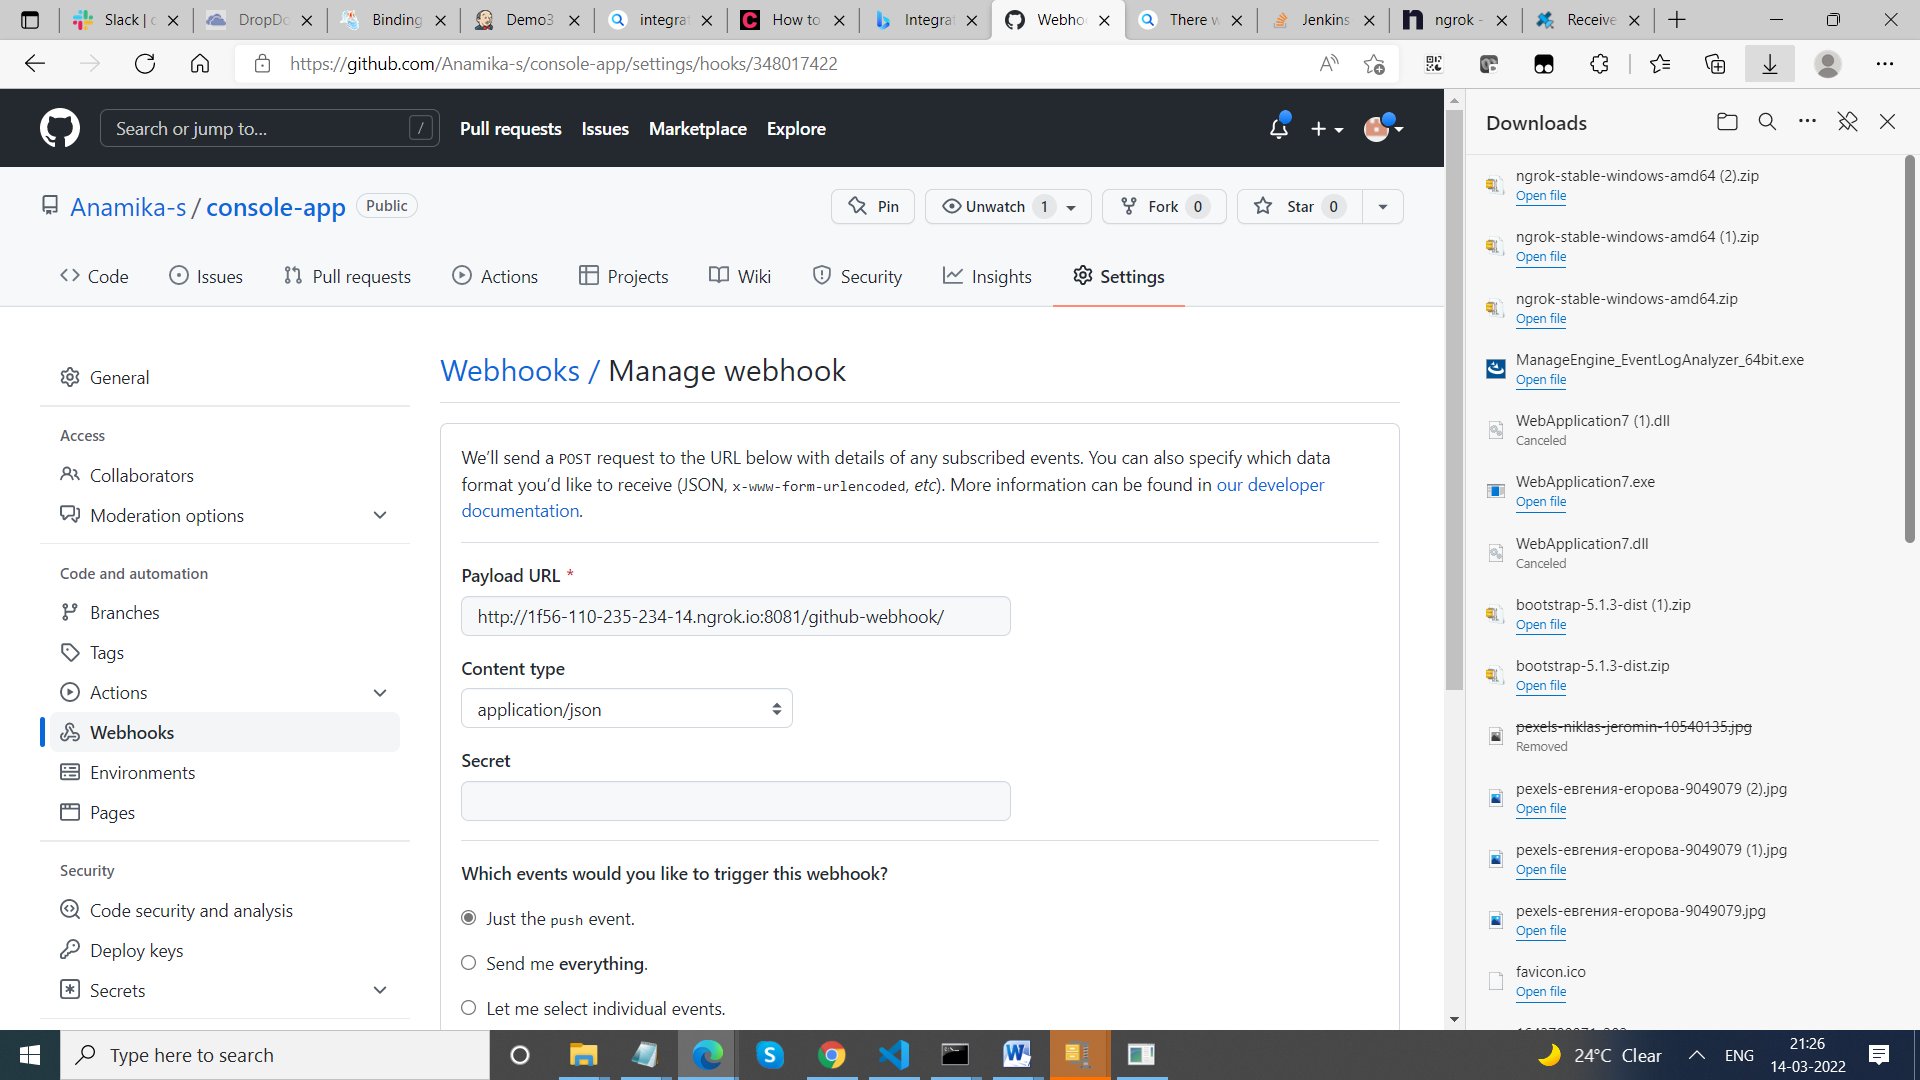 Slack | c
DropDo
Binding
Demo3
integrat
How to
Integrat
Webho
There w
Jenkins
ngrok -
Receive
https://github.com/Anamika-s/console-app/settings/hooks/348017422
Search or jump to...
/
Pull requests
Issues
Marketplace
Explore
Anamika-s / console-app
Public
Pin
Unwatch 1
Fork 0
Star 0
Code
Issues
Pull requests
Actions
Projects
Wiki
Security
Insights
Settings
General
Access
Collaborators
Moderation options
Code and automation
Branches
Tags
Actions
Webhooks
Environments
Pages
Security
Code security and analysis
Deploy keys
Secrets
Webhooks / Manage webhook
We'll send a POST request to the URL below with details of any subscribed events. You can also specify which data
format you'd like to receive (JSON, x-www-form-urlencoded, etc). More information can be found in our developer
documentation.
Payload URL *
http://1f56-110-235-234-14.ngrok.io:8081/github-webhook/
Content type
application/json
Secret
Which events would you like to trigger this webhook?
Just the push event.
Send me everything.
Let me select individual events.
Downloads
ngrok-stable-windows-amd64 (2).zip
Open file
ngrok-stable-windows-amd64 (1).zip
Open file
ngrok-stable-windows-amd64.zip
Open file
ManageEngine_EventLogAnalyzer_64bit.exe
Open file
WebApplication7 (1).dll
Canceled
WebApplication7.exe
Open file
WebApplication7.dll
Canceled
bootstrap-5.1.3-dist (1).zip
Open file
bootstrap-5.1.3-dist.zip
Open file
pexels-niklas-jeromin-10540135.jpg
Removed
pexels-евгения-егорова-9049079 (2).jpg
Open file
pexels-евгения-егорова-9049079 (1).jpg
Open file
pexels-евгения-егорова-9049079.jpg
Open file
favicon.ico
Open file
Type here to search
24°C Clear
ENG
21:26
14-03-2022